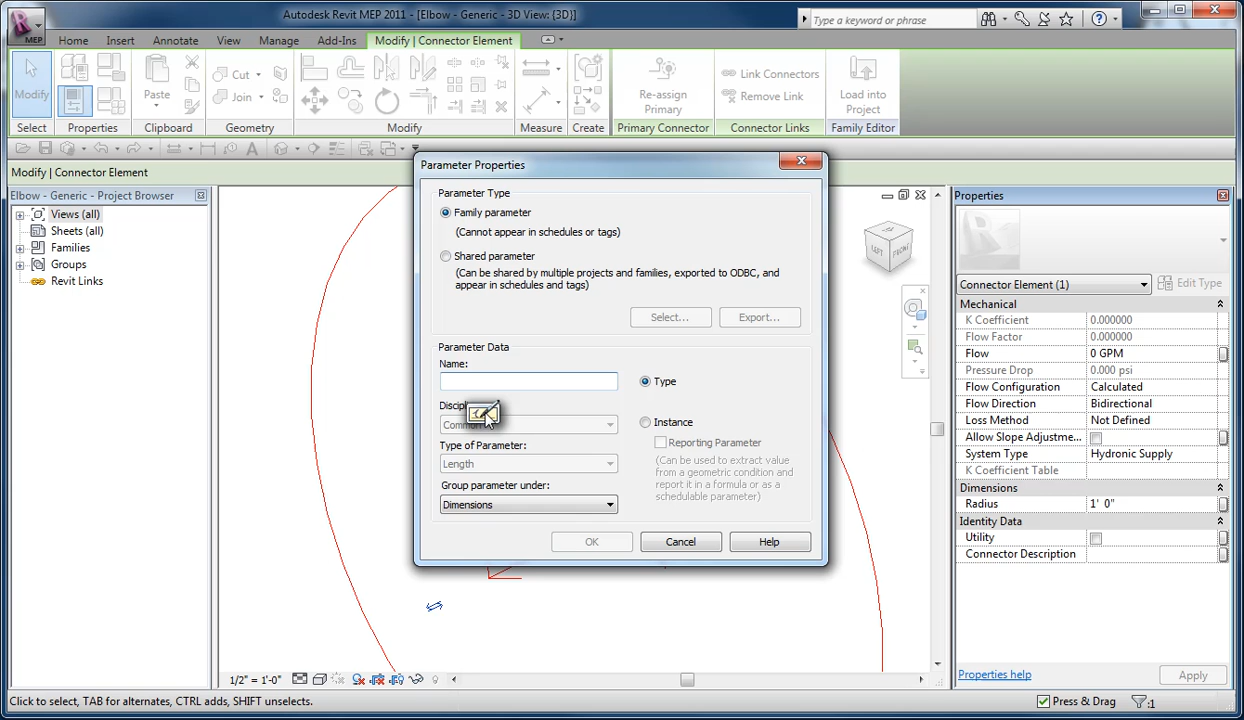 Autodesk Revit MEP 2011 - [Elbow - Generic - 3D View: {3D}]
Type a keyword or phrase
MEP
Home
Insert
Annotate
View
Manage
Add-Ins
Modify | Connector Element
Modify
Paste
Cut
Join
Re-assign
Primary
Link Connectors
Remove Link
Load into
Project
Select
Properties
Clipboard
Geometry
Modify
Measure
Create
Primary Connector
Connector Links
Family Editor
Modify | Connector Element
Elbow - Generic - Project Browser
Views (all)
Sheets (all)
Families
Groups
Revit Links
Parameter Properties
Parameter Type
Family parameter
(Cannot appear in schedules or tags)
Shared parameter
(Can be shared by multiple projects and families, exported to ODBC, and
appear in schedules and tags)
Select...
Export...
Parameter Data
Name:
Type
Instance
Type of Parameter:
Length
Group parameter under:
Dimensions
Reporting Parameter
(Can be used to extract value
from a geometric condition and
report it in a formula or as a
schedulable parameter)
OK
Cancel
Help
LEFT
FRONT
Properties
Connector Element (1)
Edit Type
Mechanical
K Coefficient 0.000000
Flow Factor 0.000000
Flow 0 GPM
Pressure Drop 0.000 psi
Flow Configuration Calculated
Flow Direction Bidirectional
Loss Method Not Defined
Allow Slope Adjustme...
System Type Hydronic Supply
K Coefficient Table
Dimensions
Radius 1' 0"
Identity Data
Utility
Connector Description
Properties help
Apply
1/2" = 1'-0"
Click to select, TAB for alternates, CTRL adds, SHIFT unselects.
Press & Drag
:1